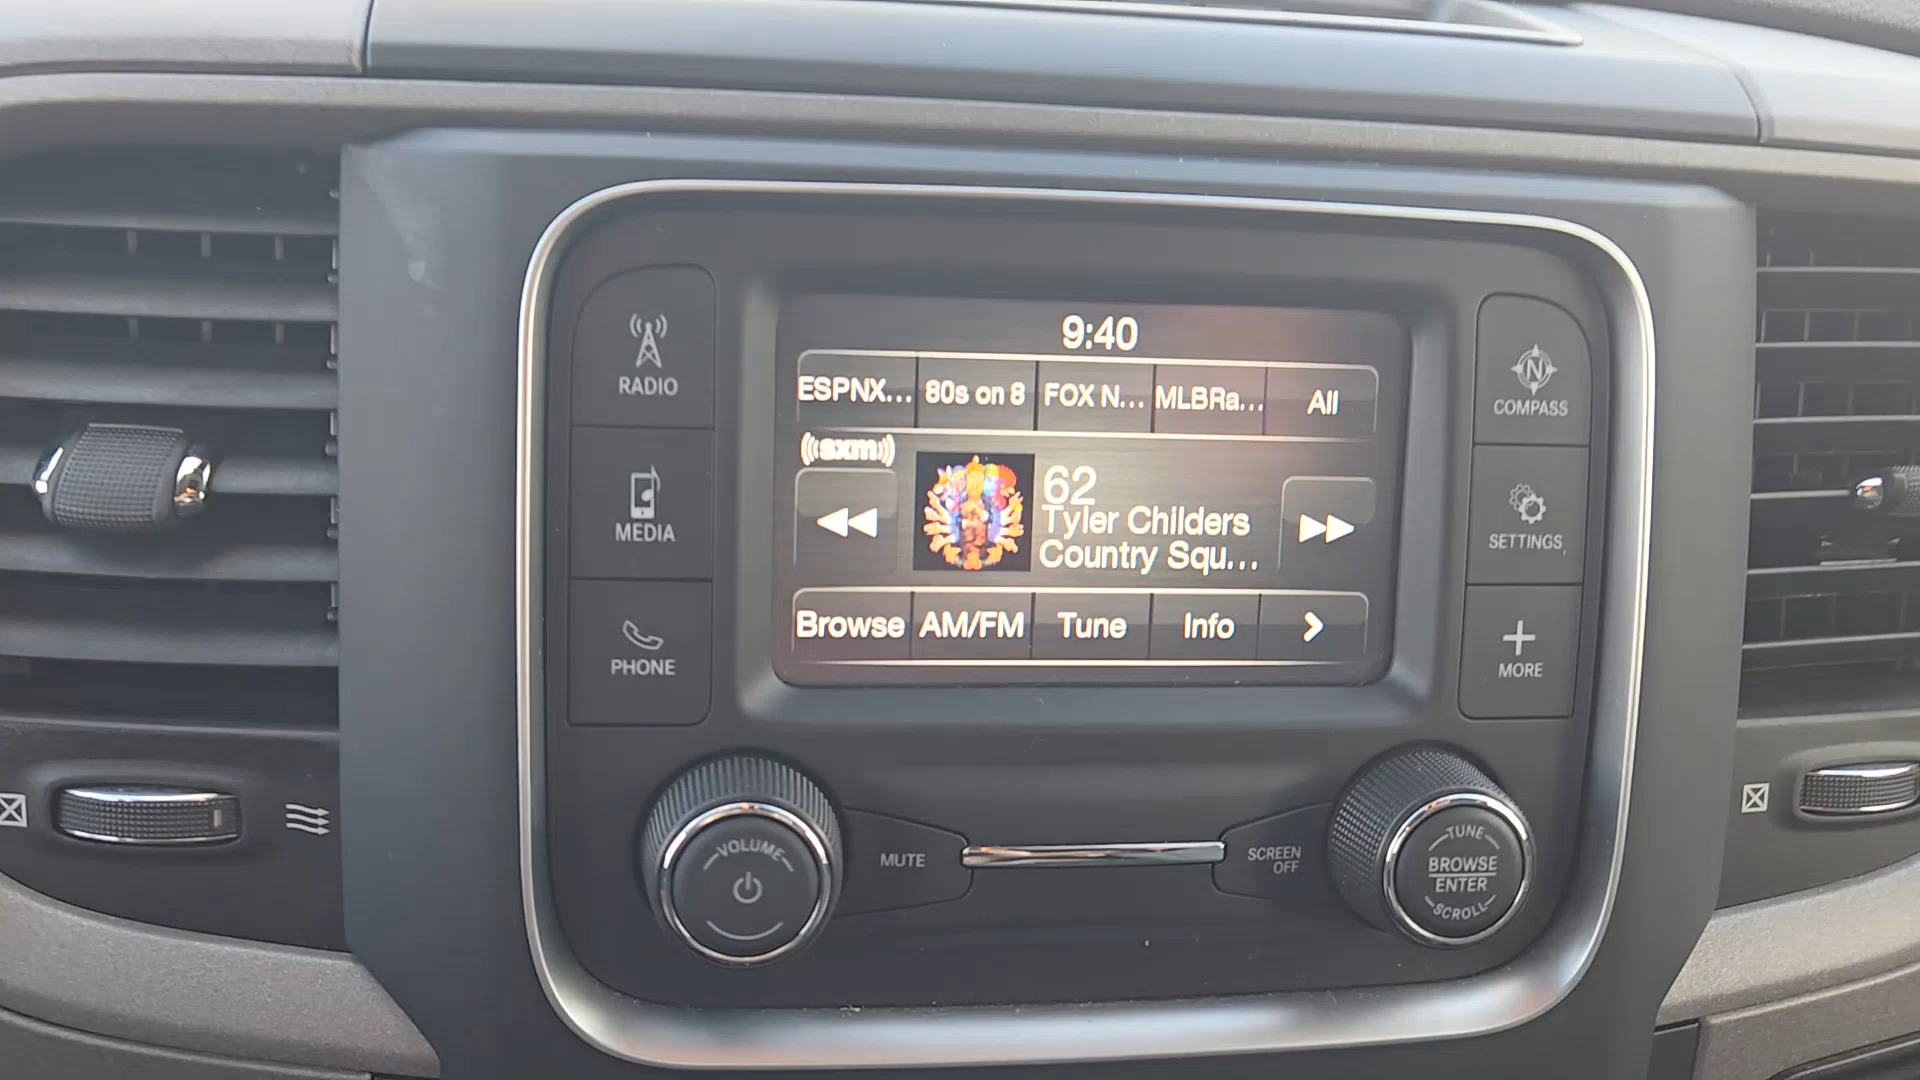 9:40
ESPNX... 80s on 8 FOX N... MLBRa... All
sxm
62
Tyler Childers
Country Squ...
Browse AM/FM Tune Info >
RADIO
MEDIA
PHONE
N
COMPASS
SETTINGS
+
MORE
VOLUME
MUTE
SCREEN
OFF
TUNE
BROWSE
ENTER
SCROLL